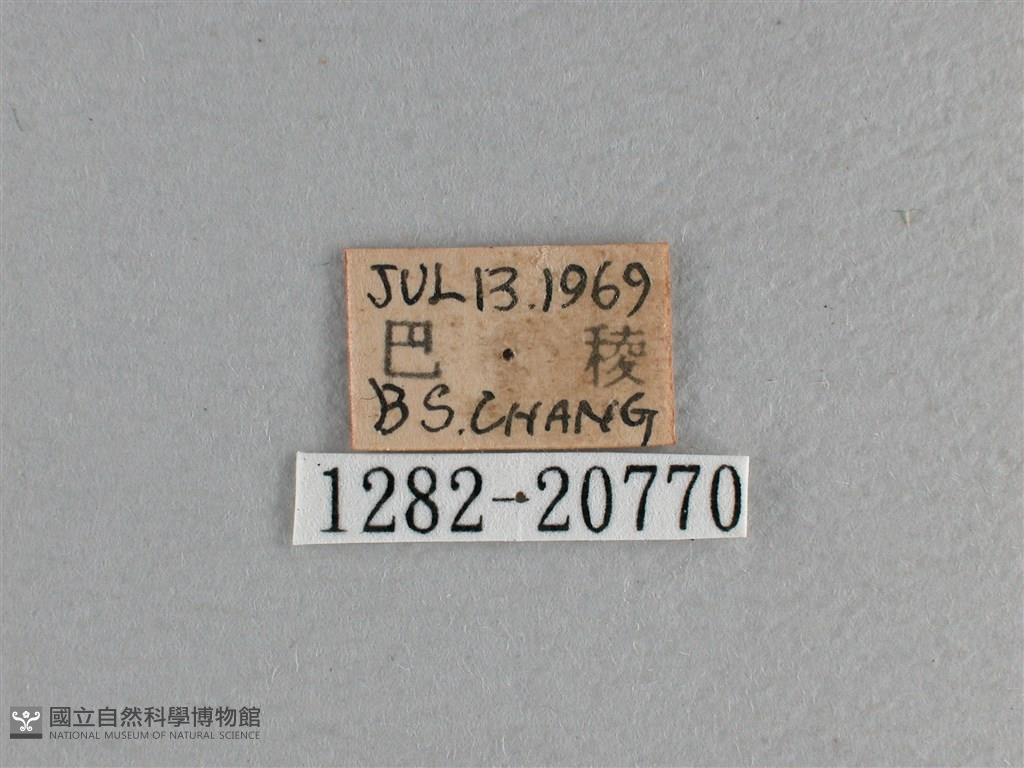 JUL 13.1969
巴 稜
B S. CHANG
1282-20770
國立自然科學博物館
NATIONAL MUSEUM OF NATURAL SCIENCE